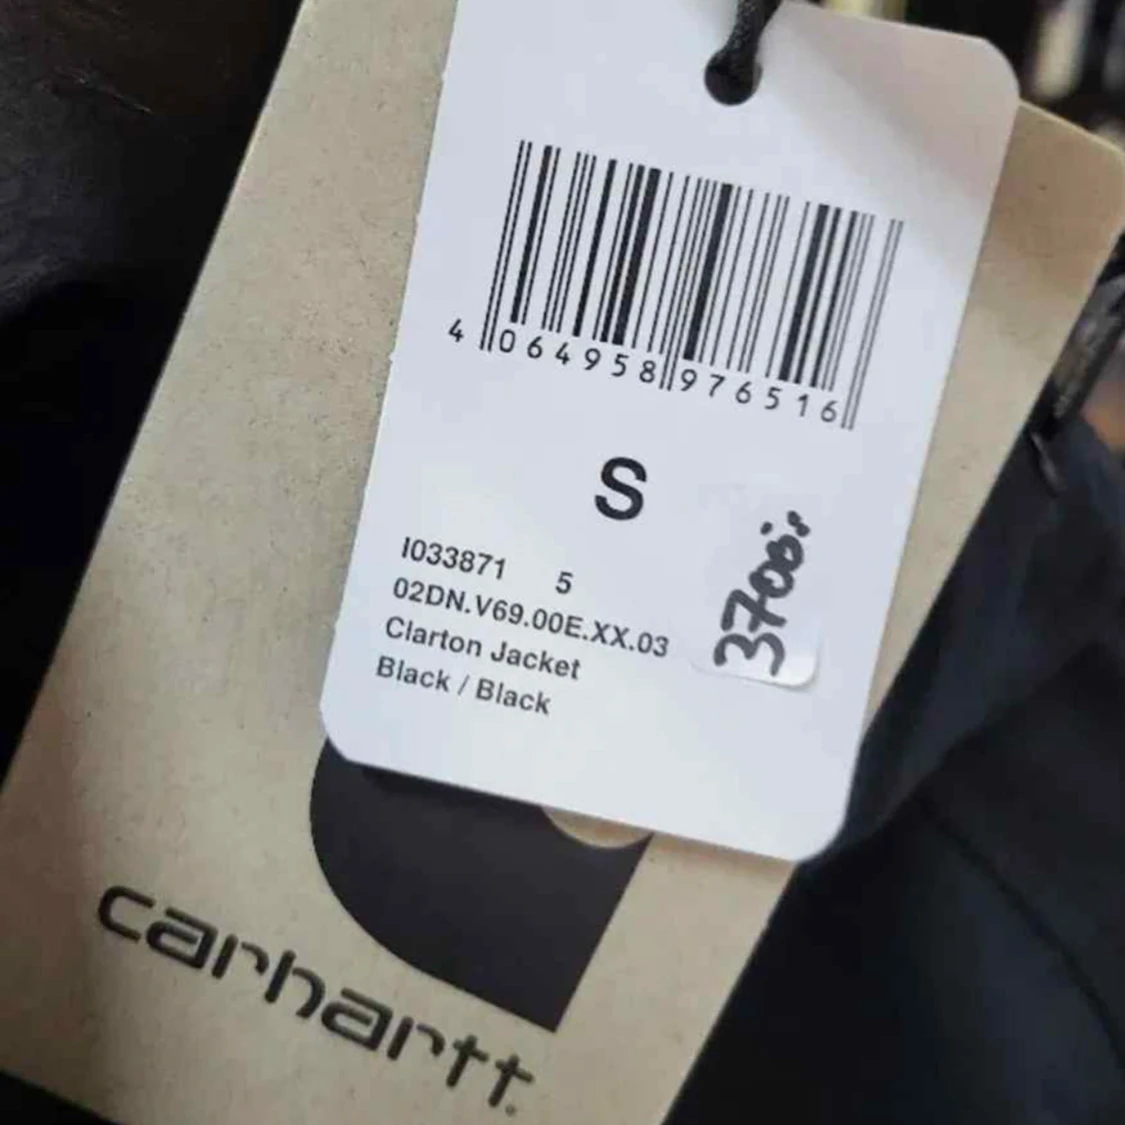 4 064958 976516
S
I033871 5
02DN.V69.00E.XX.03
Clarton Jacket
Black / Black
3700:-
carhartt